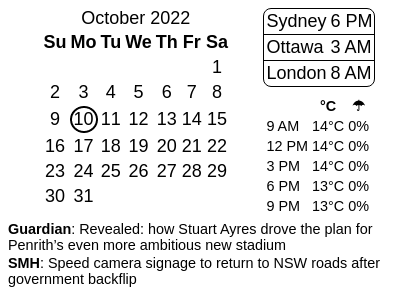 October 2022
Su Mo Tu We Th Fr Sa
1
2 3 4 5 6 7 8
9 10 11 12 13 14 15
16 17 18 19 20 21 22
23 24 25 26 27 28 29
30 31
Sydney 6 PM
Ottawa 3 AM
London 8 AM
°C ☂
9 AM 14°C 0%
12 PM 14°C 0%
3 PM 14°C 0%
6 PM 13°C 0%
9 PM 13°C 0%
Guardian: Revealed: how Stuart Ayres drove the plan for
Penrith’s even more ambitious new stadium
SMH: Speed camera signage to return to NSW roads after
government backflip